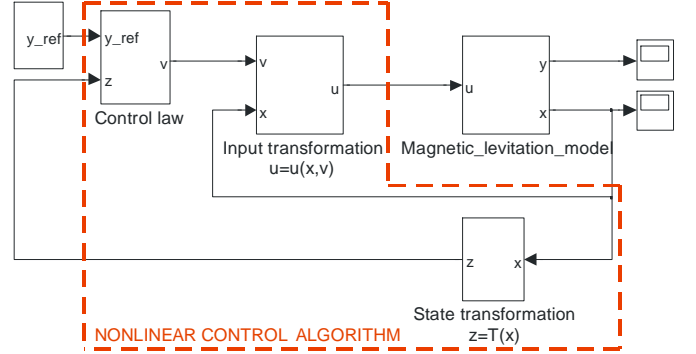 y_ref
y_ref
z
v
Control law
v
x
u
Input transformation
u=u(x,v)
u
y
x
Magnetic_levitation_model
z
x
State transformation
z=T(x)
NONLINEAR CONTROL ALGORITHM